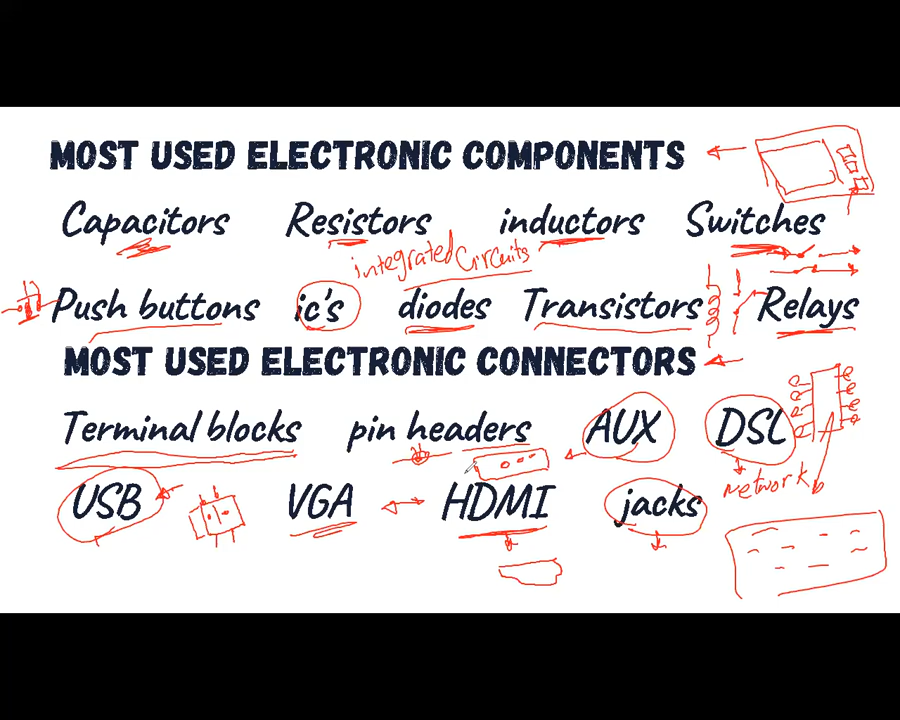 MOST USED ELECTRONIC COMPONENTS
Capacitors Resistors inductors Switches
integrated Circuits
Push buttons ic's diodes Transistors Relays
MOST USED ELECTRONIC CONNECTORS
Terminal blocks pin headers AUX DSL
network
USB VGA HDMI jacks